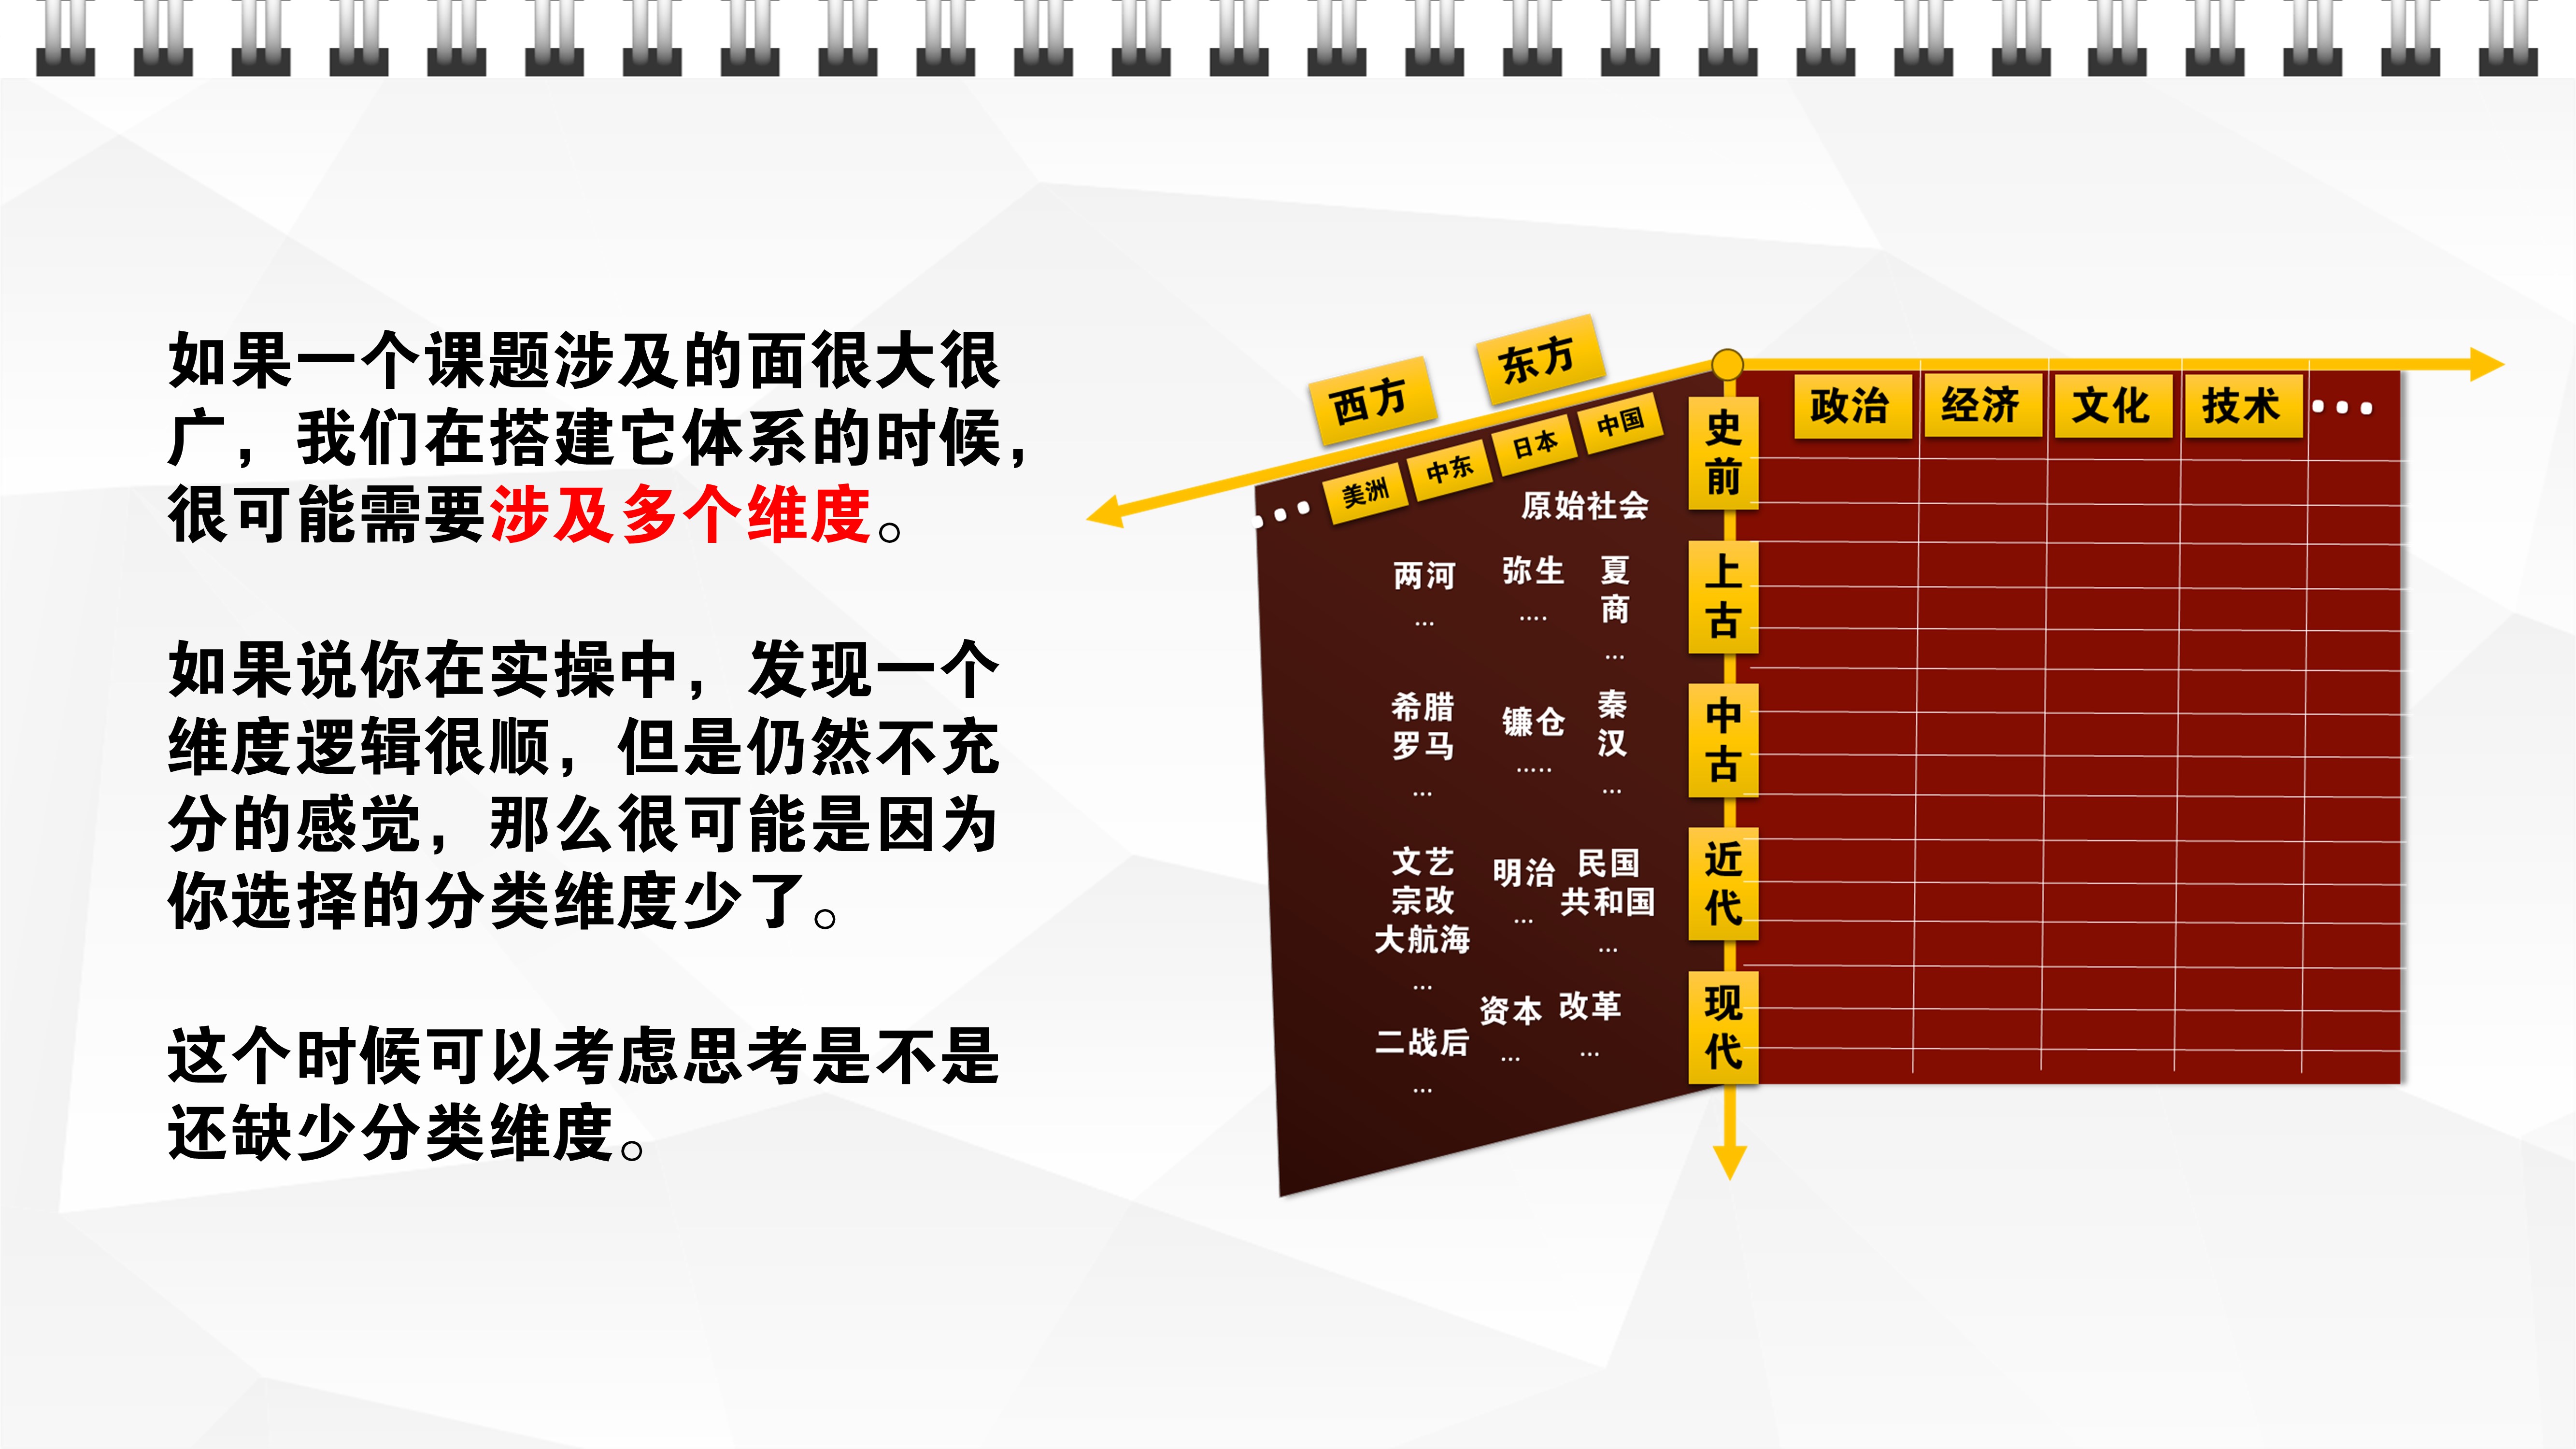 如果一个课题涉及的面很大很
广，我们在搭建它体系的时候，
很可能需要涉及多个维度。
如果说你在实操中，发现一个
维度逻辑很顺，但是仍然不充
分的感觉，那么很可能是因为
你选择的分类维度少了。
这个时候可以考虑思考是不是
还缺少分类维度。
西方 东方
... 美洲 中东 日本 中国
原始社会
两河
...
弥生
....
夏
商
...
希腊
罗马
...
镰仓
.....
秦
汉
...
文艺
宗改
大航海
...
明治
...
民国
共和国
...
二战后
...
资本
...
改革
...
史前
上古
中古
近代
现代
政治 经济 文化 技术 ...